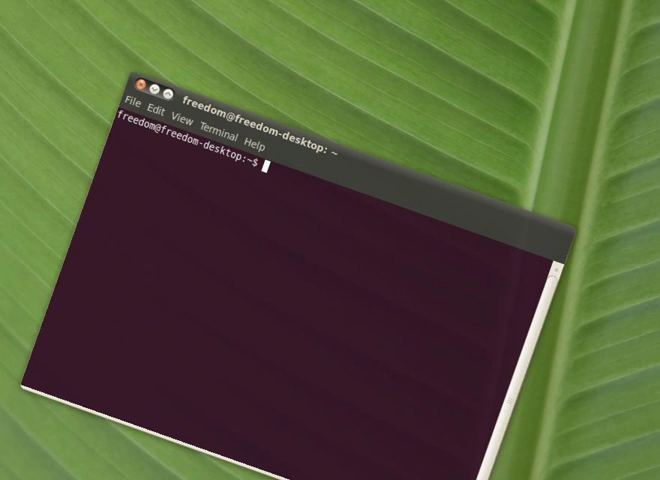 freedom@freedom-desktop: ~
File Edit View Terminal Help
freedom@freedom-desktop:~$